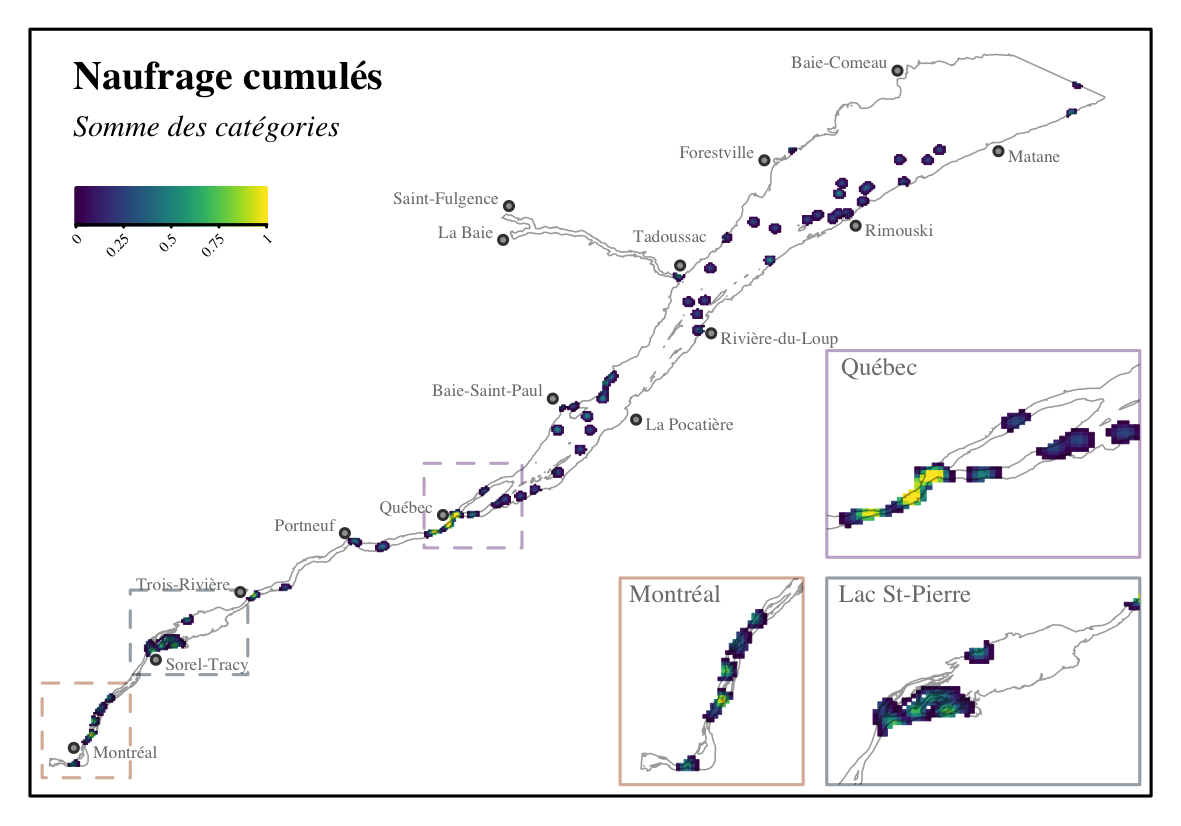 Naufrage cumulés
Somme des catégories
0
0.25
0.5
0.75
1
Baie-Comeau
Forestville
Matane
Saint-Fulgence
La Baie
Tadoussac
Rimouski
Rivière-du-Loup
Baie-Saint-Paul
La Pocatière
Québec
Portneuf
Trois-Rivière
Sorel-Tracy
Montréal
Québec
Montréal
Lac St-Pierre